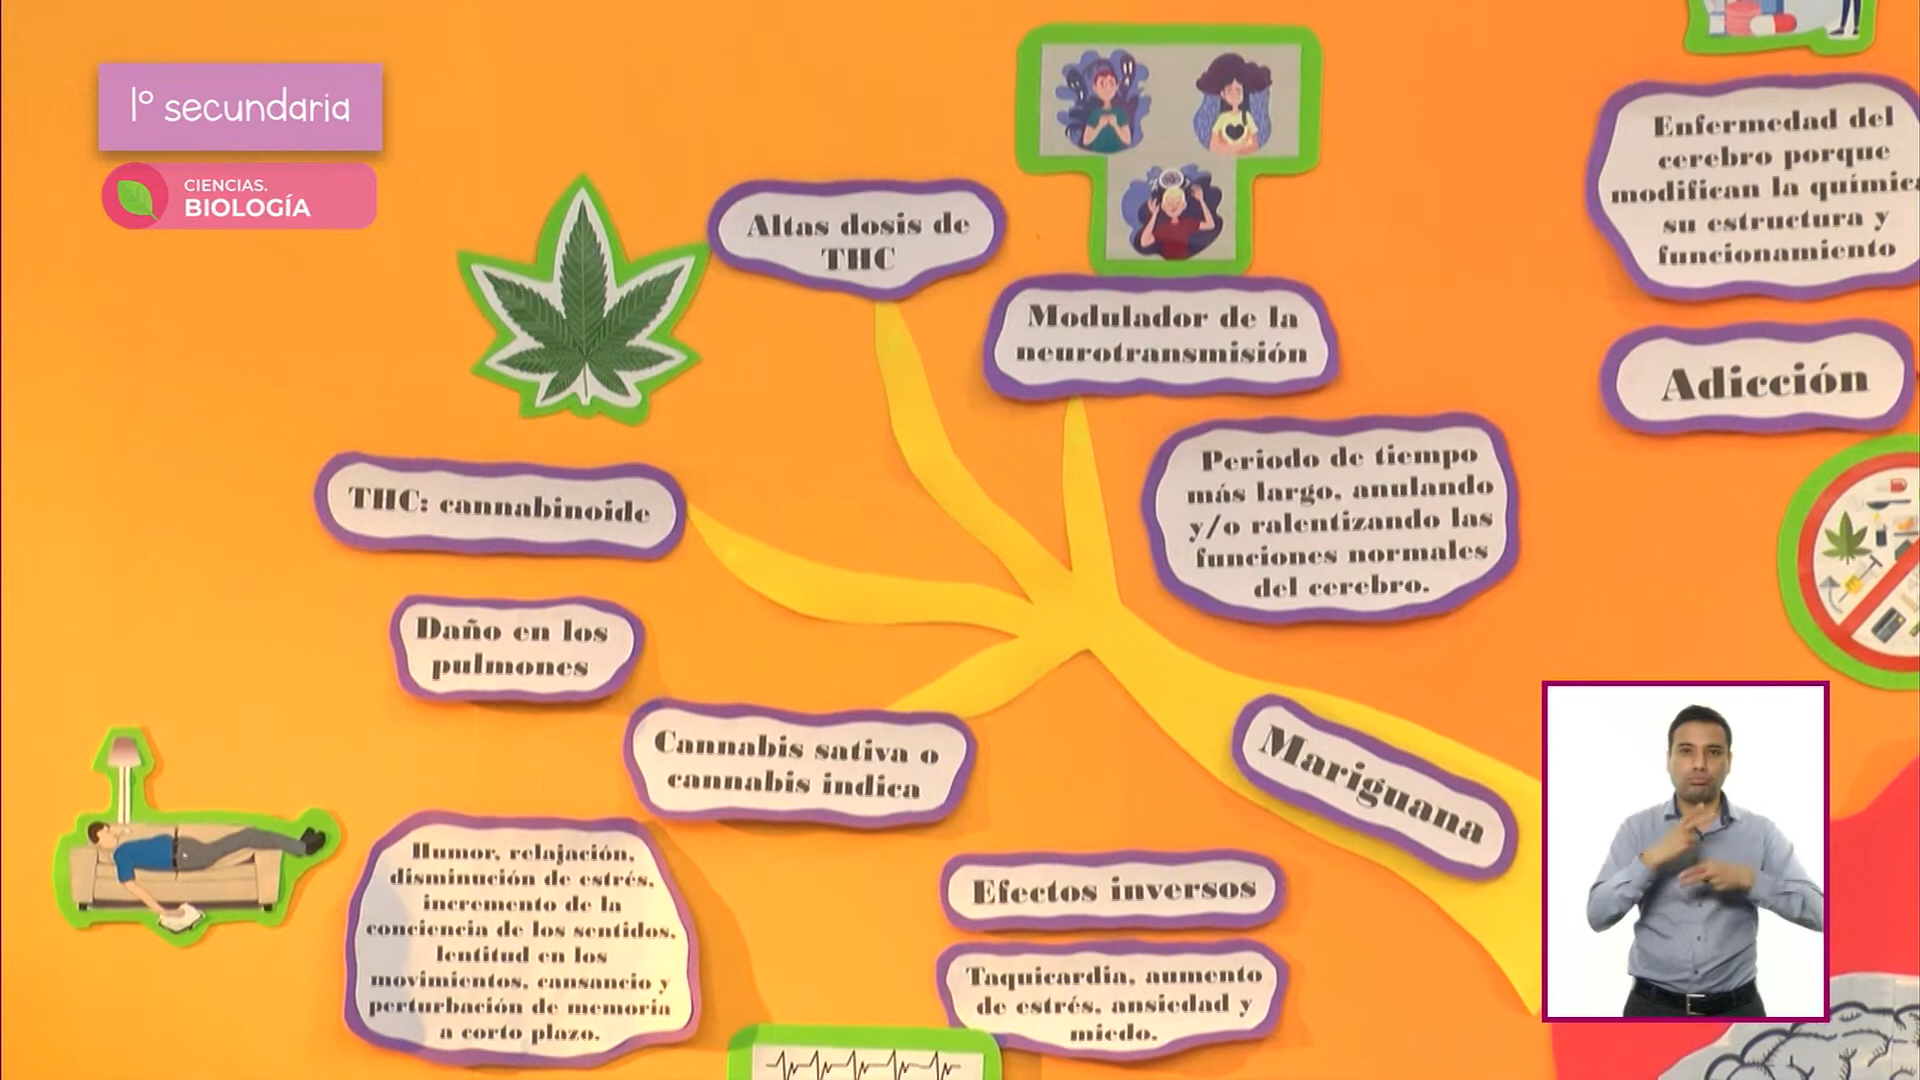 1° secundaria
CIENCIAS.
BIOLOGÍA
Altas dosis de
THC
Modulador de la
neurotransmisión
Enfermedad del
cerebro porque
modifican la química
su estructura y
funcionamiento
Adicción
Periodo de tiempo
más largo, anulando
y/o ralentizando las
funciones normales
del cerebro.
THC: cannabinoide
Daño en los
pulmones
Cannabis sativa o
cannabis indica
Mariguana
Humor, relajación,
disminución de estrés,
incremento de la
conciencia de los sentidos,
lentitud en los
movimientos, cansancio y
perturbación de memoria
a corto plazo.
Efectos inversos
Taquicardia, aumento
de estrés, ansiedad y
miedo.